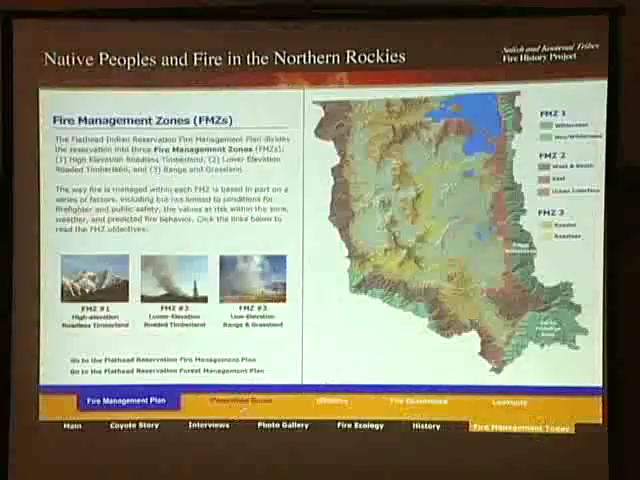 Native Peoples and Fire in the Northern Rockies
Salish and Kootenai Tribes
Fire History Project
Fire Management Zones (FMZs)
The Flathead Indian Reservation Fire Management Plan divides
the reservation into three Fire Management Zones (FMZs):
(1) High Elevation Roadless Timberland, (2) Lower Elevation
Roaded Timberland, and (3) Range and Grassland.
The way fire is managed within each FMZ is based in part on a
series of factors, including but not limited to conditions for
firefighter and public safety, the values at risk within the zone,
weather, and predicted fire behavior. Click the links below to
read the FMZ objectives.
FMZ #1
High-elevation
Roadless Timberland
FMZ #2
Lower-Elevation
Roaded Timberland
FMZ #3
Low-Elevation
Range & Grassland
Go to the Flathead Reservation Fire Management Plan
Go to the Flathead Reservation Forest Management Plan
FMZ 1
Wilderness
FMZ 2
West & South
East
Urban Interface
FMZ 3
Roaded
Roadless
Fire Management Plan
Main
Coyote Story
Interviews
Photo Gallery
Fire Ecology
History
Fire Management Today